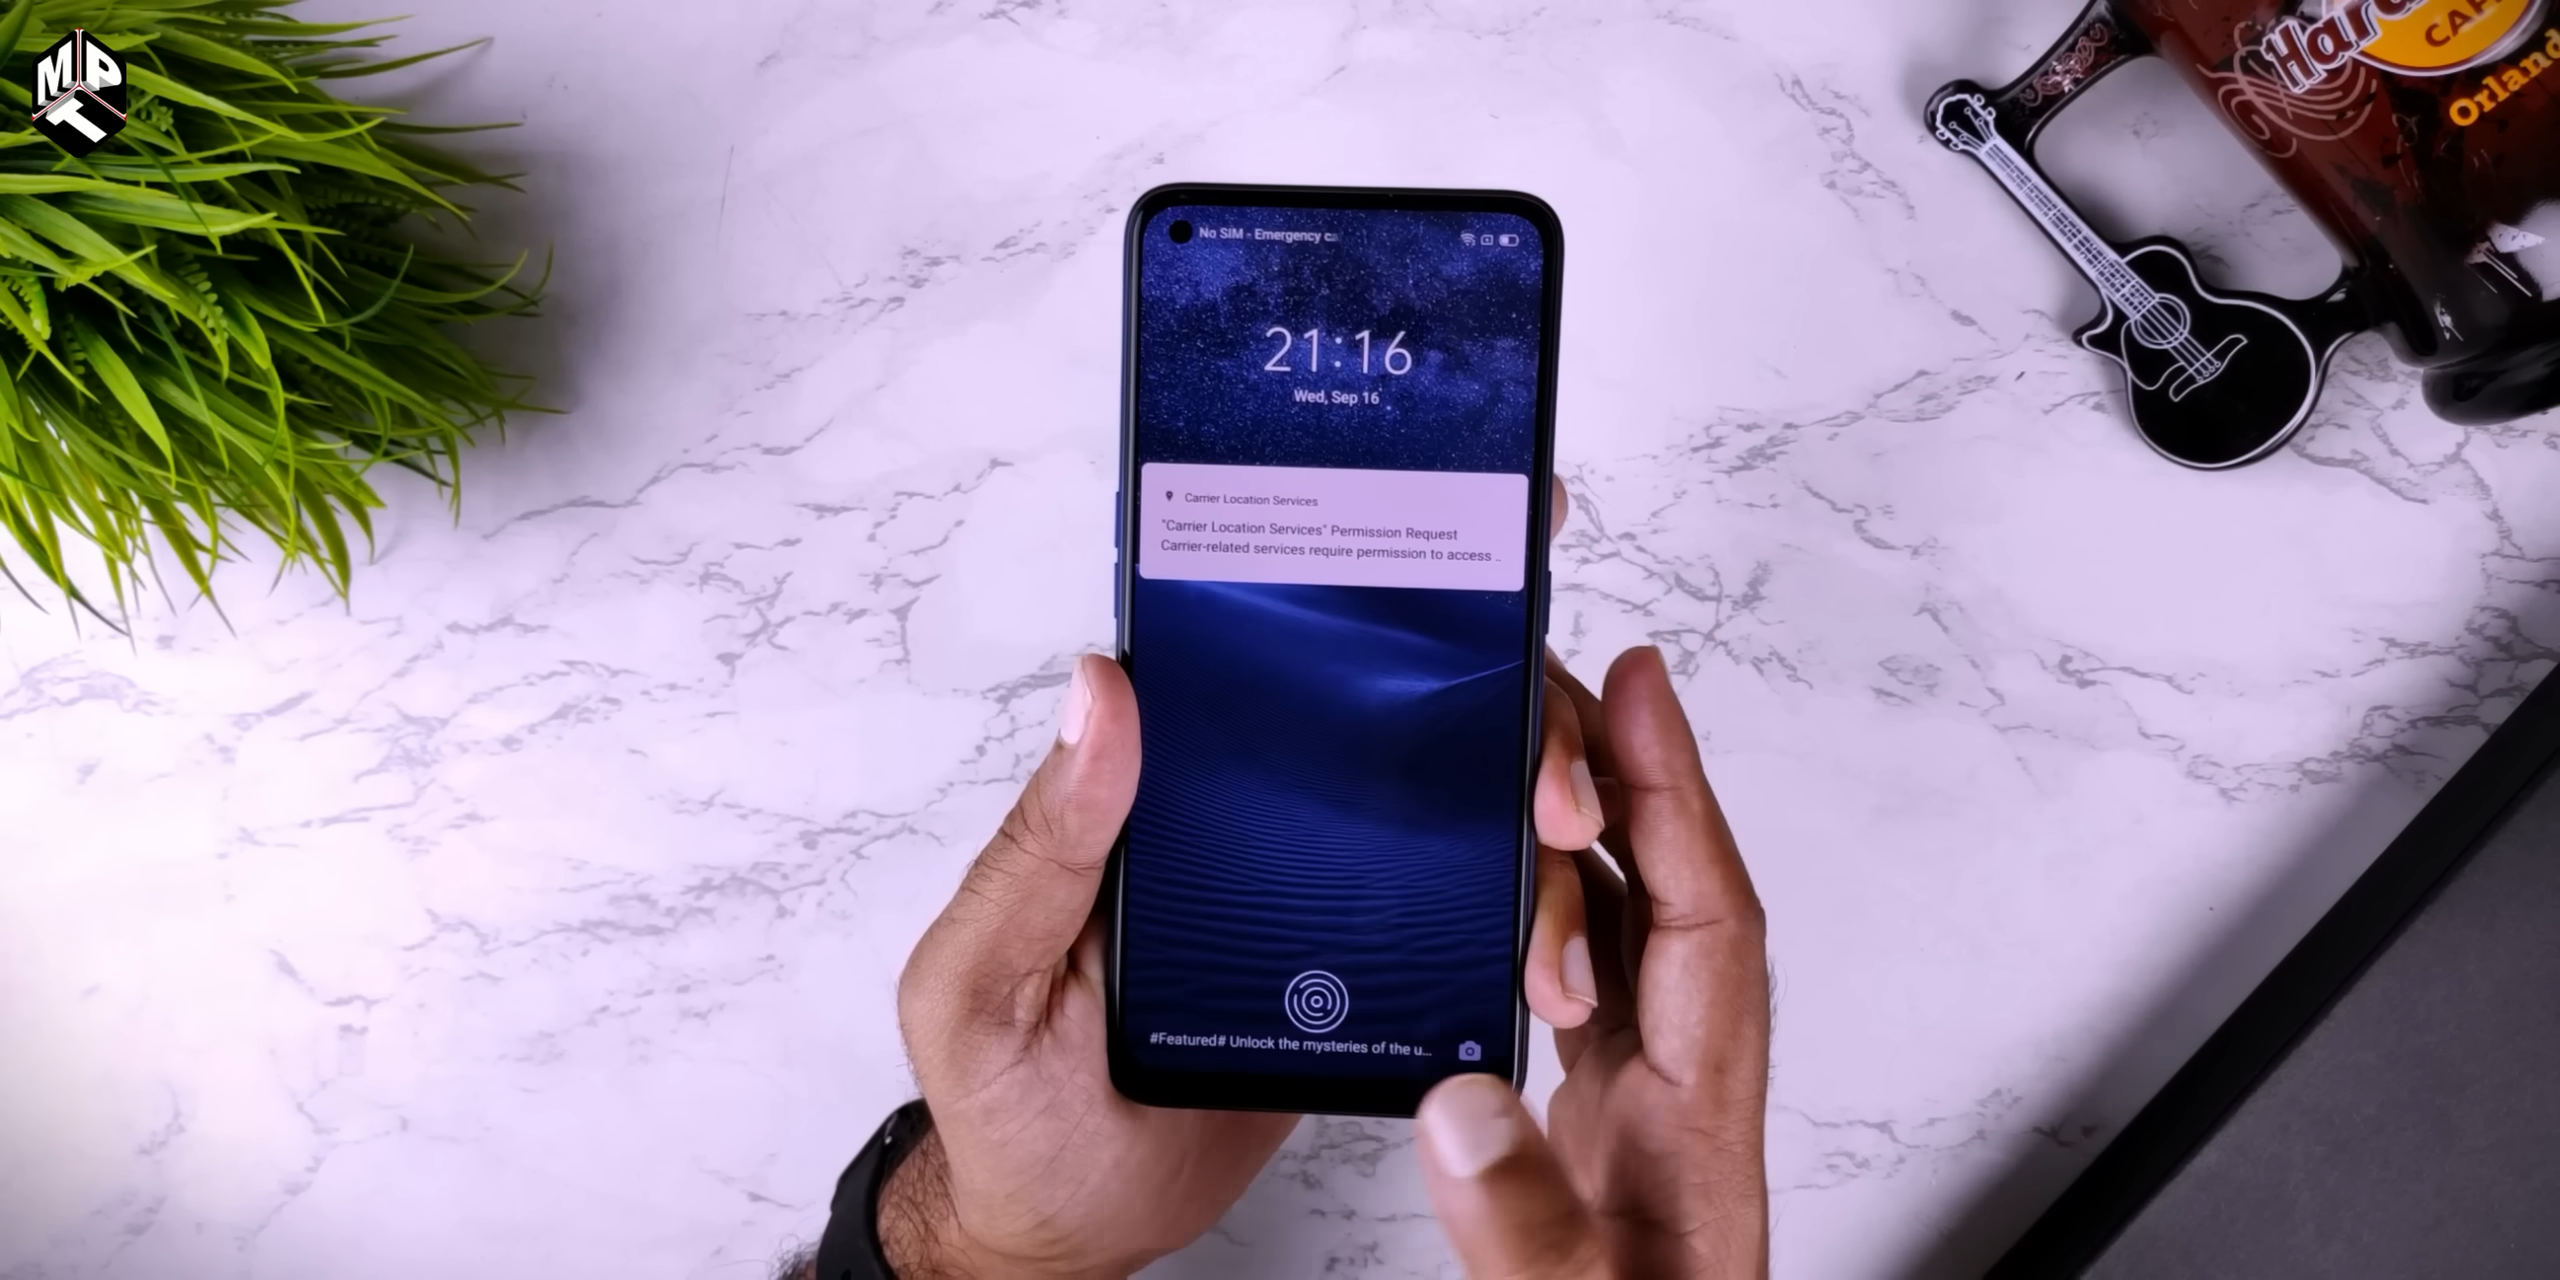 MPT
Hard
CAF
Orland
No SIM - Emergency ca
21:16
Wed, Sep 16
Carrier Location Services
"Carrier Location Services" Permission Request
Carrier-related services require permission to access ..
#Featured# Unlock the mysteries of the u...